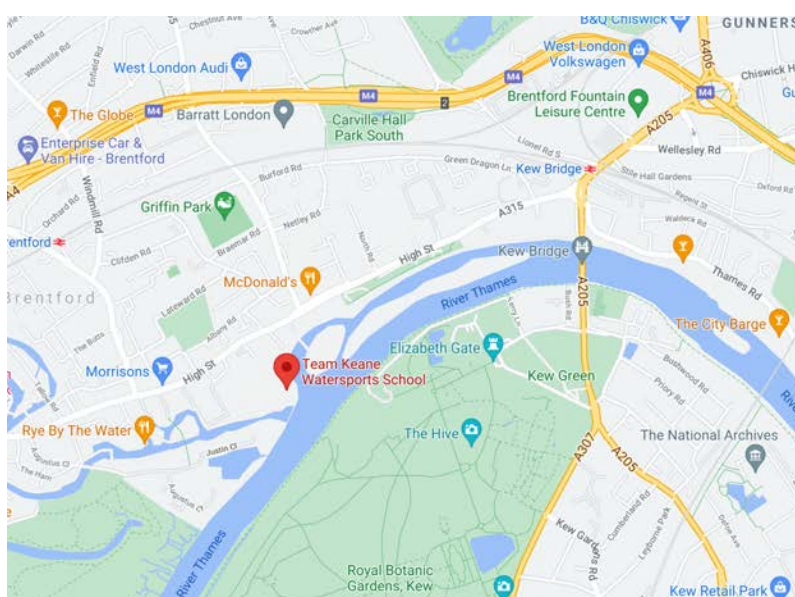 B&Q Chiswick
GUNNERS
Crowther Ave
Chestnut Ave
Darwin Rd
Whitestile Rd
Enfield Rd
West London Audi
West London
Volkswagen
A406
Chiswick H
M4
M4
M4
M4
2
The Globe
Barratt London
Carville Hall
Park South
Brentford Fountain
Leisure Centre
Gu
A205
Enterprise Car &
Van Hire - Brentford
A4
Lionel Rd S
Wellesley Rd
Green Dragon Ln
Kew Bridge
Stile Hall Gardens
Burford Rd
Windmill Rd
Orchard Rd
Oxford Rd
Regent St
Griffin Park
Netley Rd
A315
Waldeck Rd
rentford
Clifden Rd
Braemar Rd
North Rd
High St
Kew Bridge
Thames Rd
McDonald's
River Thames
A205
Brentford
Lateward Rd
Ferry Ln
Bush Rd
The Butts
Albany Rd
The City Barge
Elizabeth Gate
Bushwood Rd
Morrisons
High St
Team Keane
Watersports School
Kew Green
Priory Rd
Rive
Tallow Rd
Rye By The Water
The Hive
A307
A205
The National Archives
Justin Cl
Augustus Cl
The Ham
Augustus C
Cumberland Rd
Leyborne Park
Defoe Ave
Kew Gardens
River Thames
Royal Botanic
Gardens, Kew
Kew Retail Park